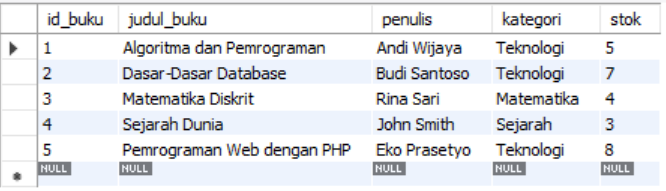 id_buku judul_buku penulis kategori stok
1 Algoritma dan Pemrograman Andi Wijaya Teknologi 5
2 Dasar-Dasar Database Budi Santoso Teknologi 7
3 Matematika Diskrit Rina Sari Matematika 4
4 Sejarah Dunia John Smith Sejarah 3
5 Pemrograman Web dengan PHP Eko Prasetyo Teknologi 8
NULL NULL NULL NULL NULL